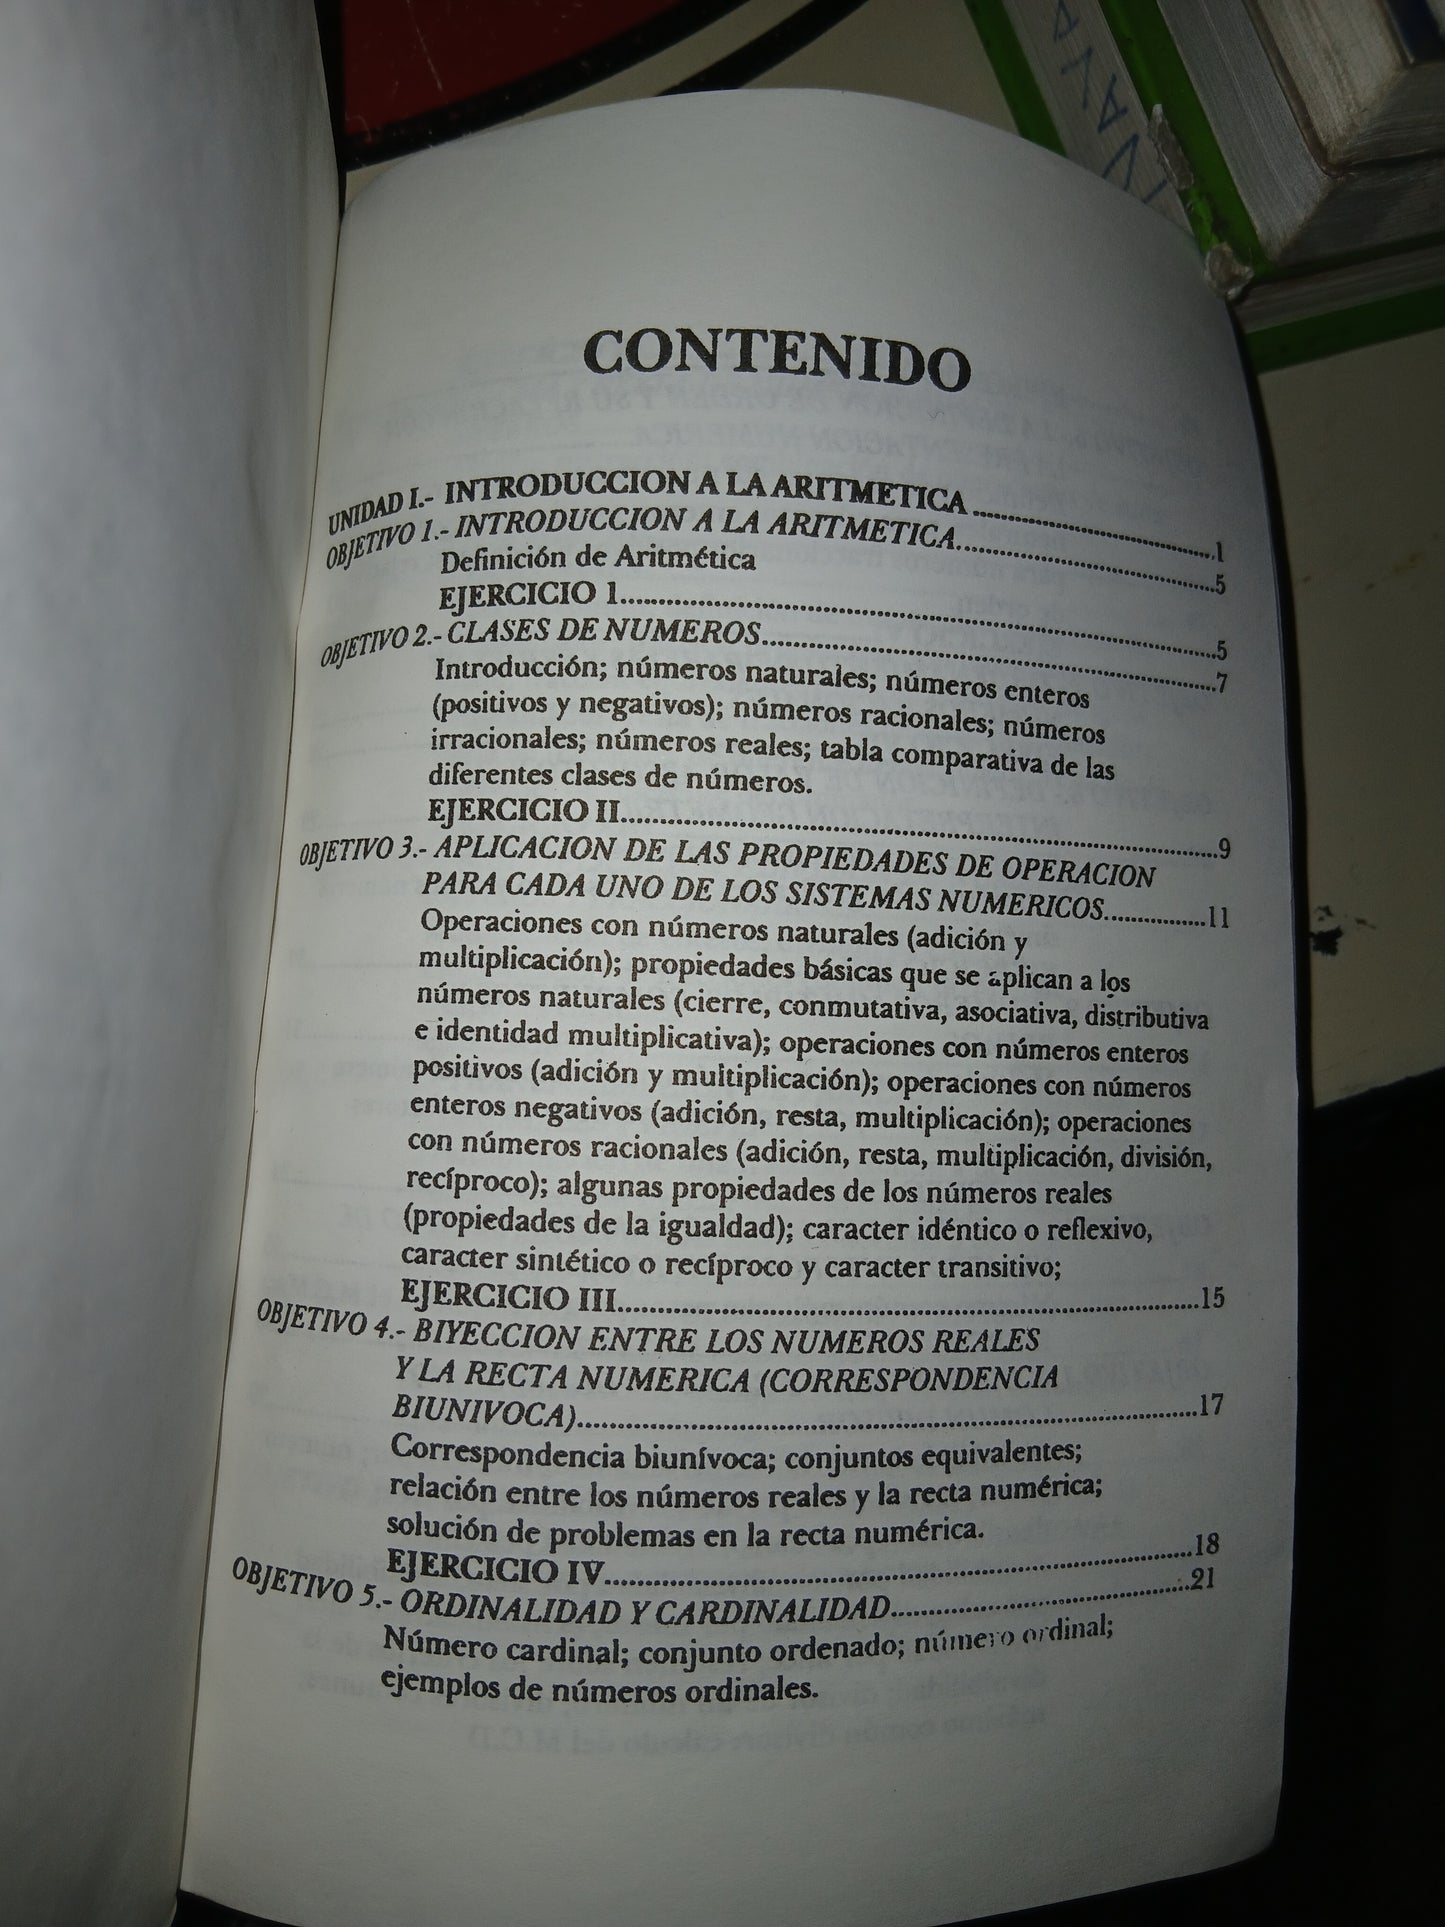 CONTENIDO
UNIDAD I.- INTRODUCCION A LA ARITMETICA ..............................1
OBJETIVO 1.- INTRODUCCION A LA ARITMETICA..............................5
Definición de Aritmética
EJERCICIO 1..............................5
OBJETIVO 2.- CLASES DE NUMEROS..............................7
Introducción; números naturales; números enteros
(positivos y negativos); números racionales; números
irracionales; números reales; tabla comparativa de las
diferentes clases de números.
EJERCICIO II..............................9
OBJETIVO 3.- APLICACION DE LAS PROPIEDADES DE OPERACION
PARA CADA UNO DE LOS SISTEMAS NUMERICOS...............11
Operaciones con números naturales (adición y
multiplicación); propiedades básicas que se aplican a los
números naturales (cierre, conmutativa, asociativa, distributiva
e identidad multiplicativa); operaciones con números enteros
positivos (adición y multiplicación); operaciones con números
enteros negativos (adición, resta, multiplicación); operaciones
con números racionales (adición, resta, multiplicación, división,
recíproco); algunas propiedades de los números reales
(propiedades de la igualdad); caracter idéntico o reflexivo,
caracter sintético o recíproco y caracter transitivo;
EJERCICIO III..............................15
OBJETIVO 4.- BIYECCION ENTRE LOS NUMEROS REALES
Y LA RECTA NUMERICA (CORRESPONDENCIA
BIUNIVOCA)..............................17
Correspondencia biunívoca; conjuntos equivalentes;
relación entre los números reales y la recta numérica;
solución de problemas en la recta numérica.
EJERCICIO IV..............................18
OBJETIVO 5.- ORDINALIDAD Y CARDINALIDAD..............................21
Número cardinal; conjunto ordenado; número ordinal;
ejemplos de números ordinales.